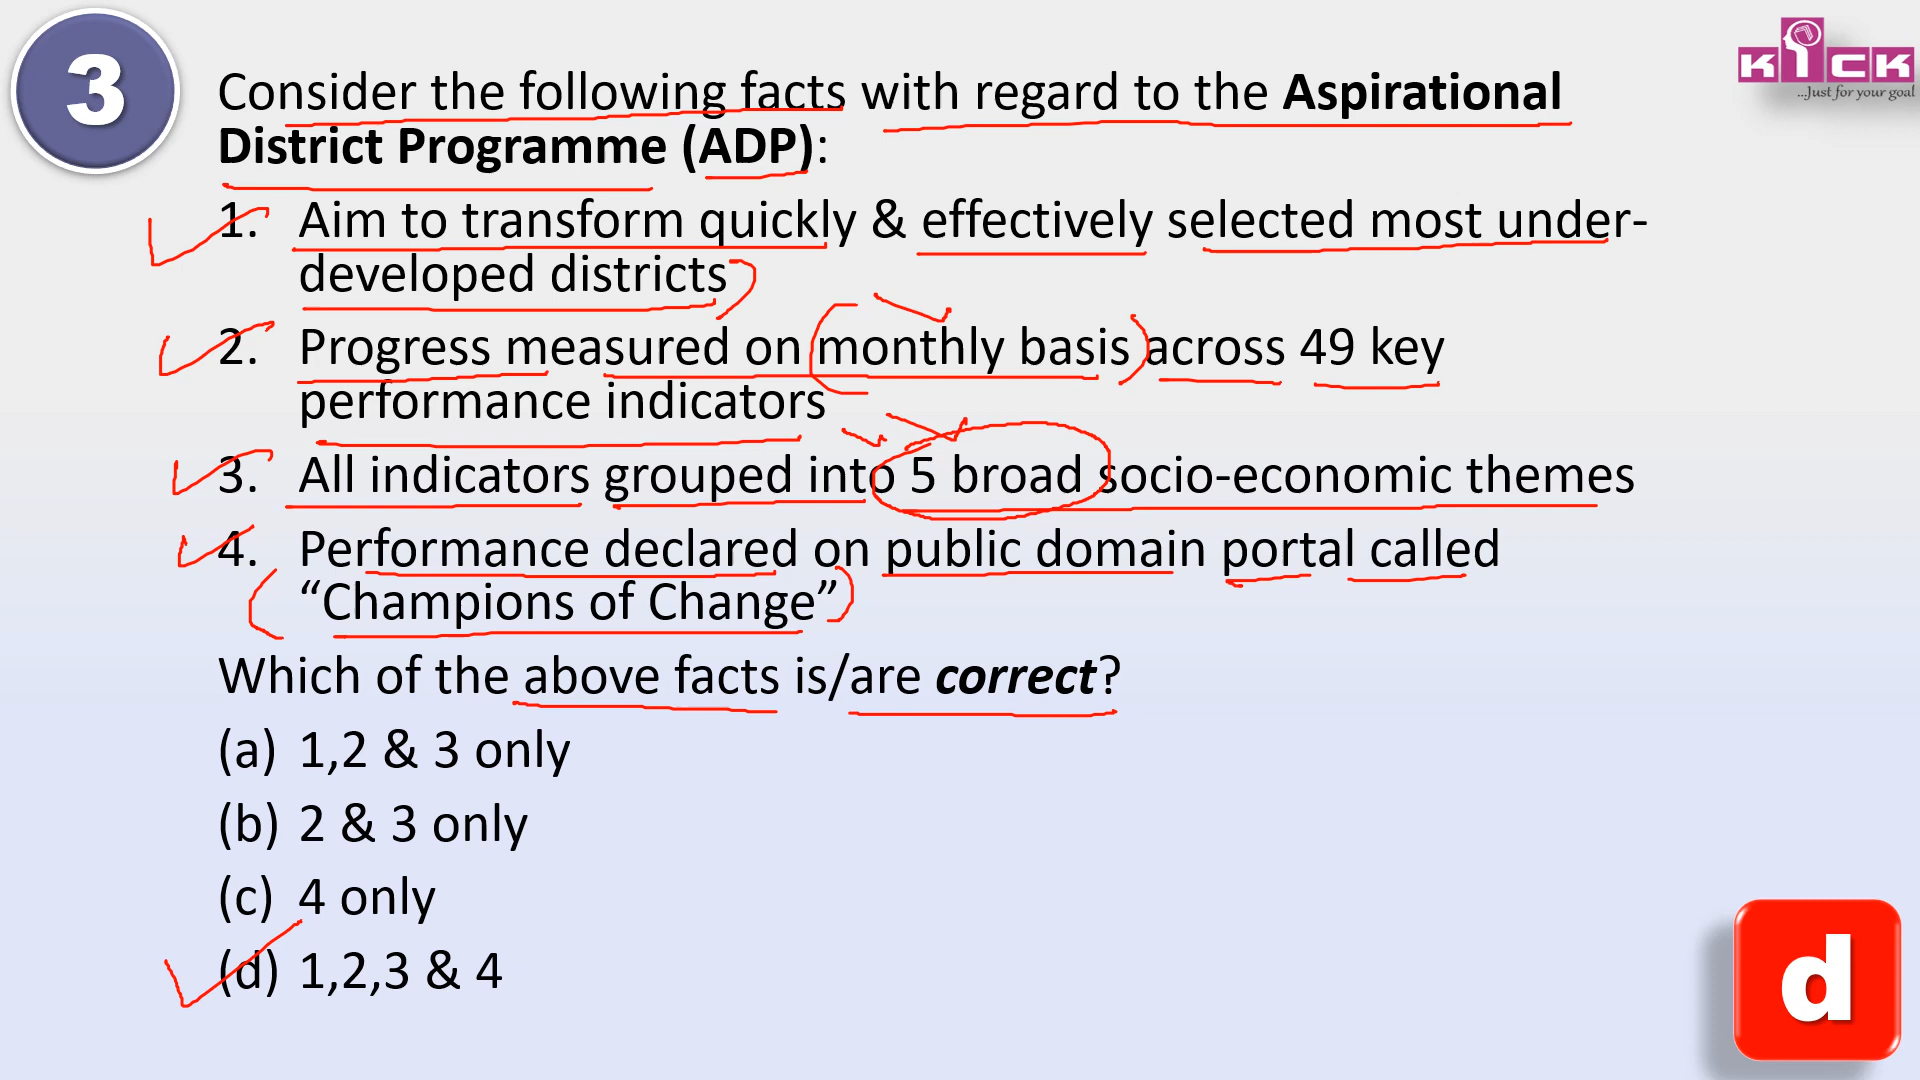 3
KICK
...Just for your goal
Consider the following facts with regard to the Aspirational
District Programme (ADP):
1. Aim to transform quickly & effectively selected most under-
developed districts
2. Progress measured on monthly basis across 49 key
performance indicators
3. All indicators grouped into 5 broad socio-economic themes
4. Performance declared on public domain portal called
“Champions of Change”
Which of the above facts is/are correct?
(a) 1,2 & 3 only
(b) 2 & 3 only
(c) 4 only
(d) 1,2,3 & 4
d